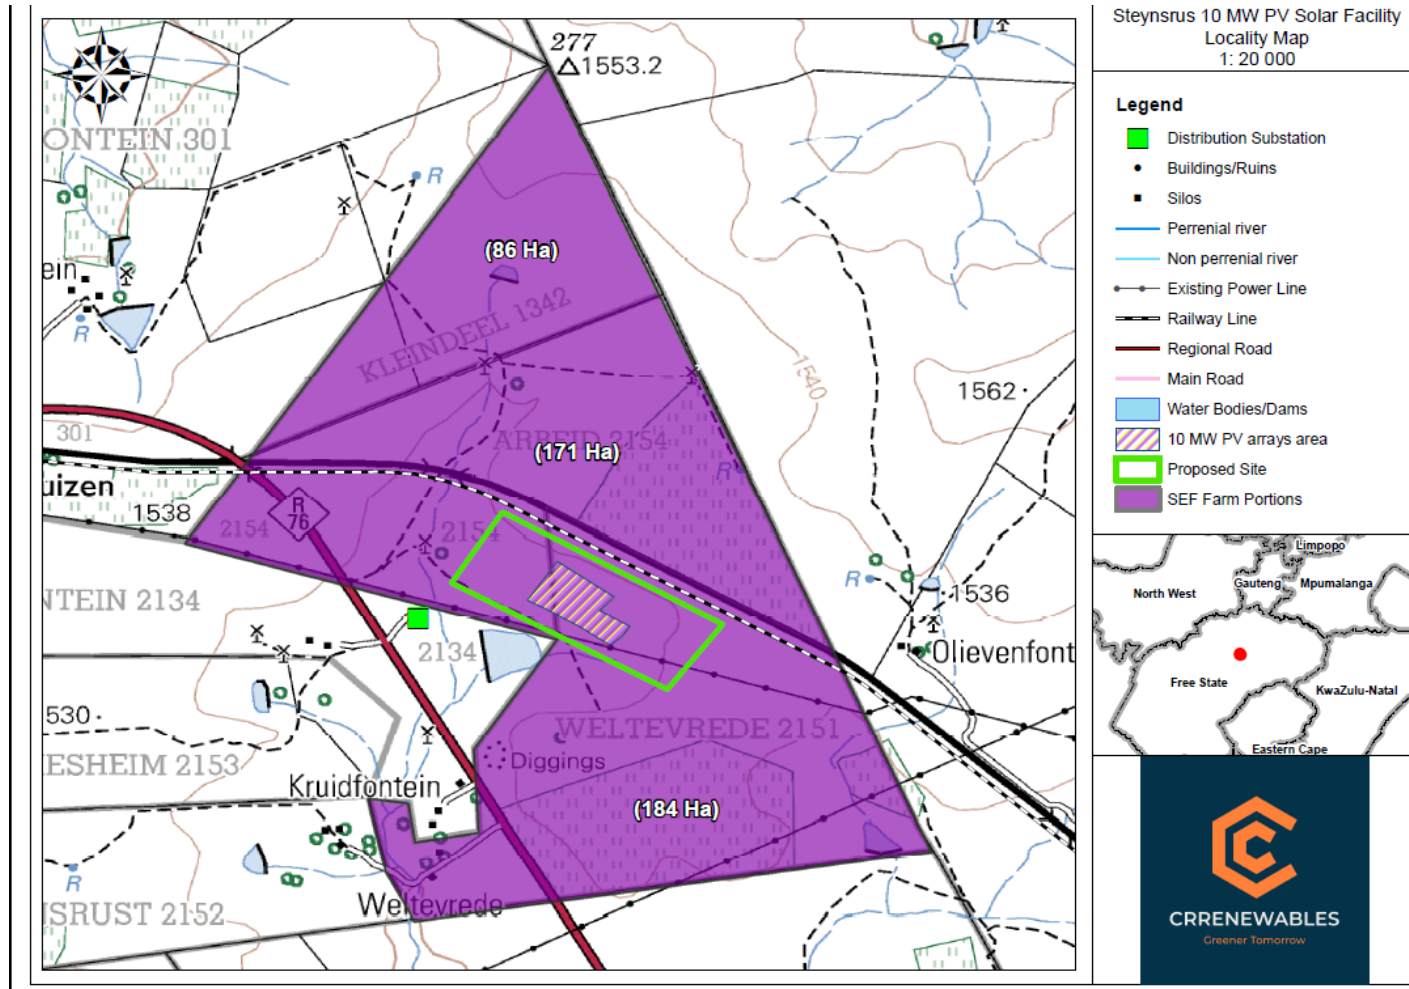 Steynsrus 10 MW PV Solar Facility
Locality Map
1: 20 000
Legend
Distribution Substation
Buildings/Ruins
Silos
Perrenial river
Non perrenial river
Existing Power Line
Railway Line
Regional Road
Main Road
Water Bodies/Dams
10 MW PV arrays area
Proposed Site
SEF Farm Portions
277
1553.2
ONTEIN 301
R
(86 Ha)
ein
R
KLEINDEEL 1342
1540
1562
301
ARBEID 2154
(171 Ha)
R
uizen
1538
R
76
2154
2154
R
1536
NTEIN 2134
2134
Olievenfont
530
WELTEVREDE 2151
ESHEIM 2153
Diggings
Kruidfontein
(184 Ha)
R
Weltevrede
SRUST 2152
Limpopo
North West
Gauteng
Mpumalanga
Free State
KwaZulu-Natal
Eastern Cape
CRRENEWABLES
Greener Tomorrow